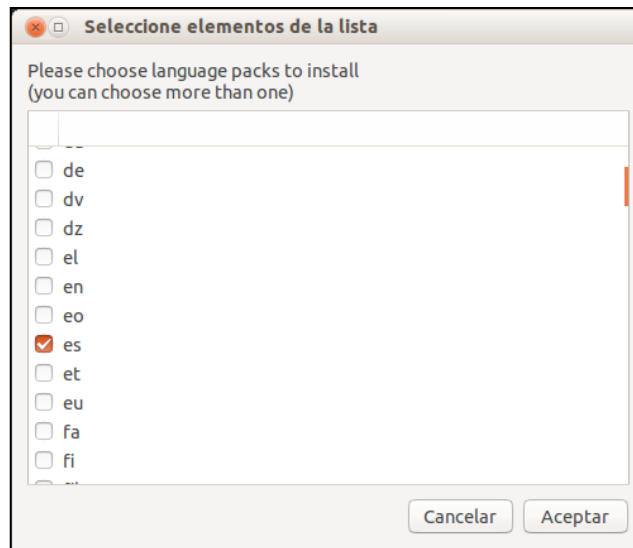 Seleccione elementos de la lista
Please choose language packs to install
(you can choose more than one)
de
dv
dz
el
en
eo
es
et
eu
fa
fi
Cancelar
Aceptar